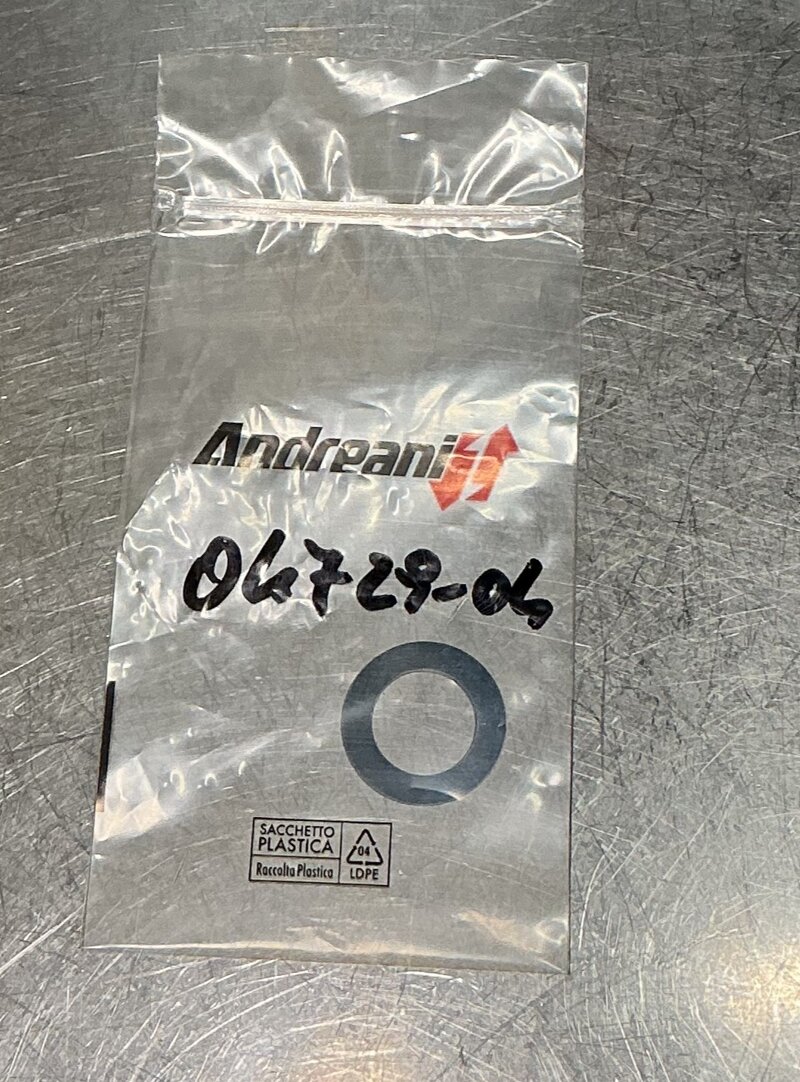 Andreani
04729-04
SACCHETTO
PLASTICA
Raccolta Plastica
04
LDPE